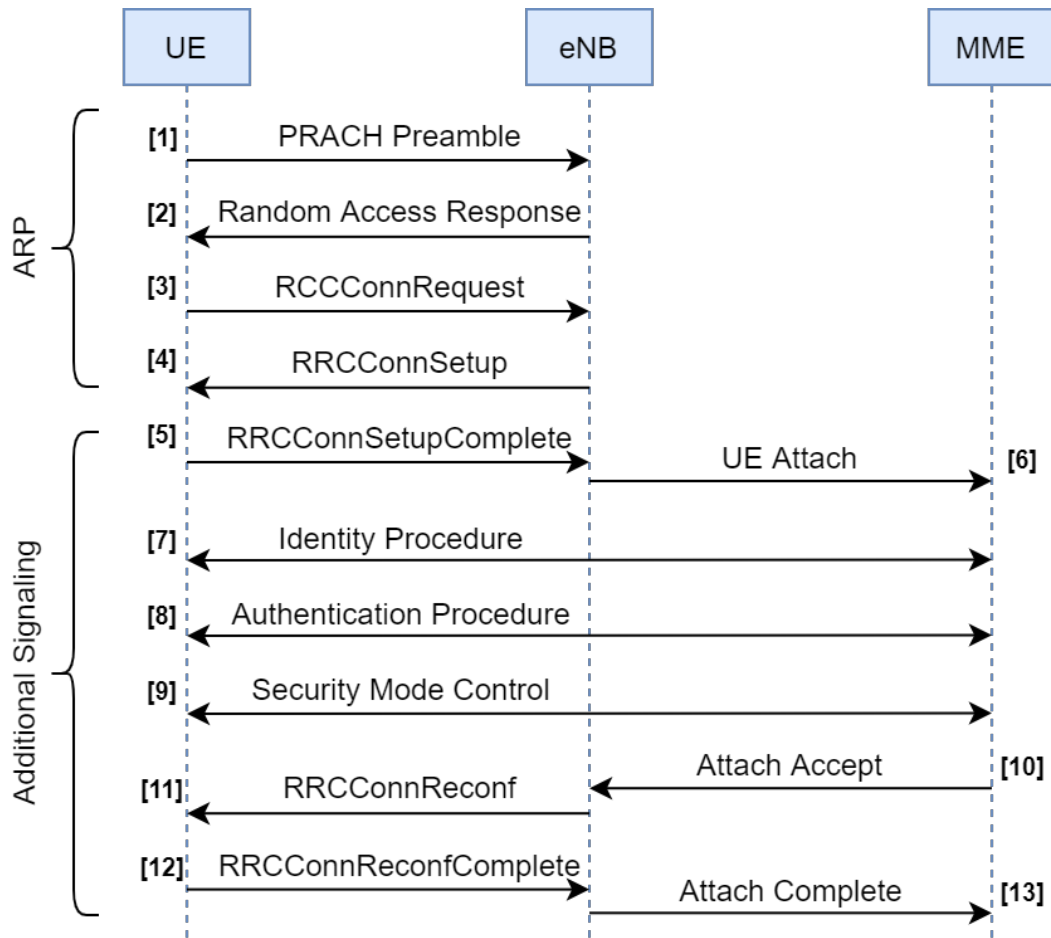 UE
eNB
MME
ARP
[1]
PRACH Preamble
[2]
Random Access Response
[3]
RCCConnRequest
[4]
RRCConnSetup
Additional Signaling
[5]
RRCConnSetupComplete
UE Attach
[6]
[7]
Identity Procedure
[8]
Authentication Procedure
[9]
Security Mode Control
Attach Accept
[10]
[11]
RRCConnReconf
[12]
RRCConnReconfComplete
Attach Complete
[13]